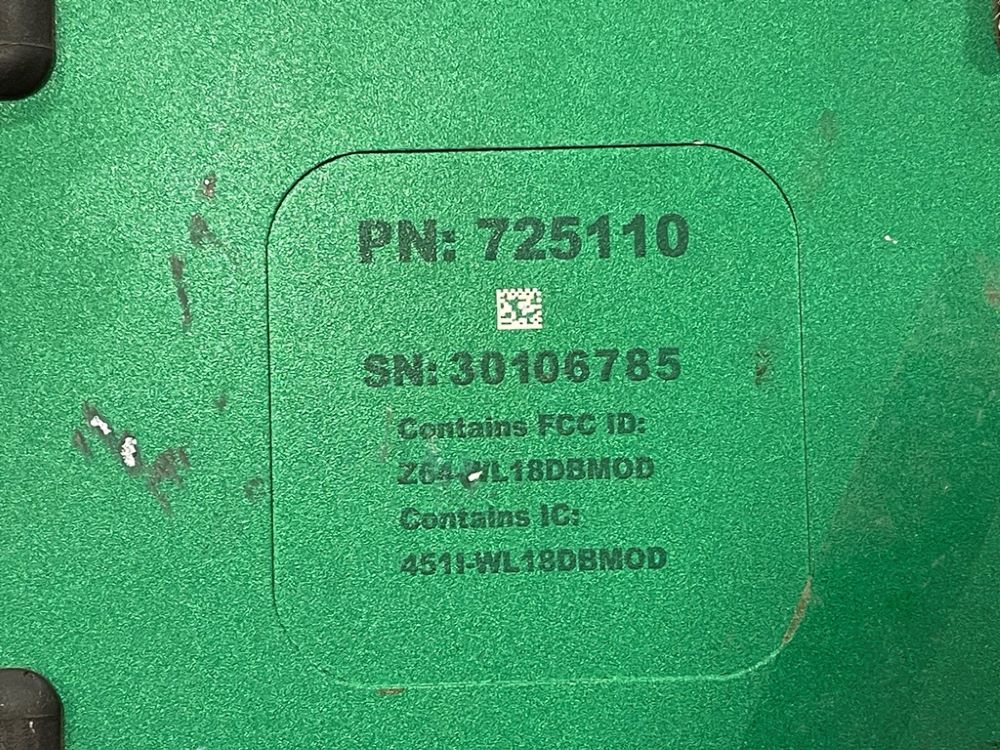 PN: 725110
SN: 30106785
Contains FCC ID:
Z64-WL18DBMOD
Contains IC:
451I-WL18DBMOD